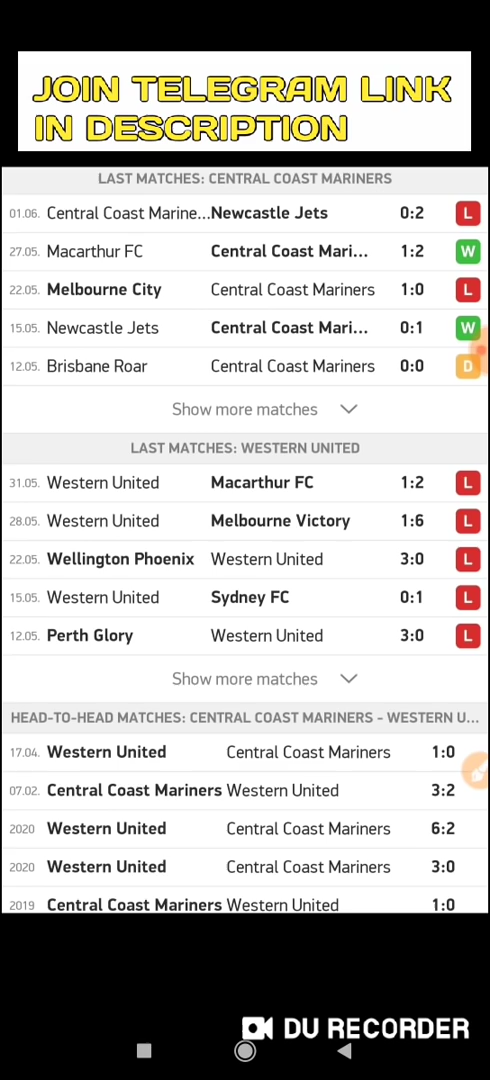 JOIN TELEGRAM LINK
IN DESCRIPTION
LAST MATCHES: CENTRAL COAST MARINERS
01.06. Central Coast Marine... Newcastle Jets 0:2 L
27.05. Macarthur FC Central Coast Mari... 1:2 W
22.05. Melbourne City Central Coast Mariners 1:0 L
15.05. Newcastle Jets Central Coast Mari... 0:1 W
12.05. Brisbane Roar Central Coast Mariners 0:0 D
Show more matches
LAST MATCHES: WESTERN UNITED
31.05. Western United Macarthur FC 1:2 L
28.05. Western United Melbourne Victory 1:6 L
22.05. Wellington Phoenix Western United 3:0 L
15.05. Western United Sydney FC 0:1 L
12.05. Perth Glory Western United 3:0 L
Show more matches
HEAD-TO-HEAD MATCHES: CENTRAL COAST MARINERS - WESTERN U...
17.04. Western United Central Coast Mariners 1:0
07.02. Central Coast Mariners Western United 3:2
2020 Western United Central Coast Mariners 6:2
2020 Western United Central Coast Mariners 3:0
2019 Central Coast Mariners Western United 1:0
DU RECORDER